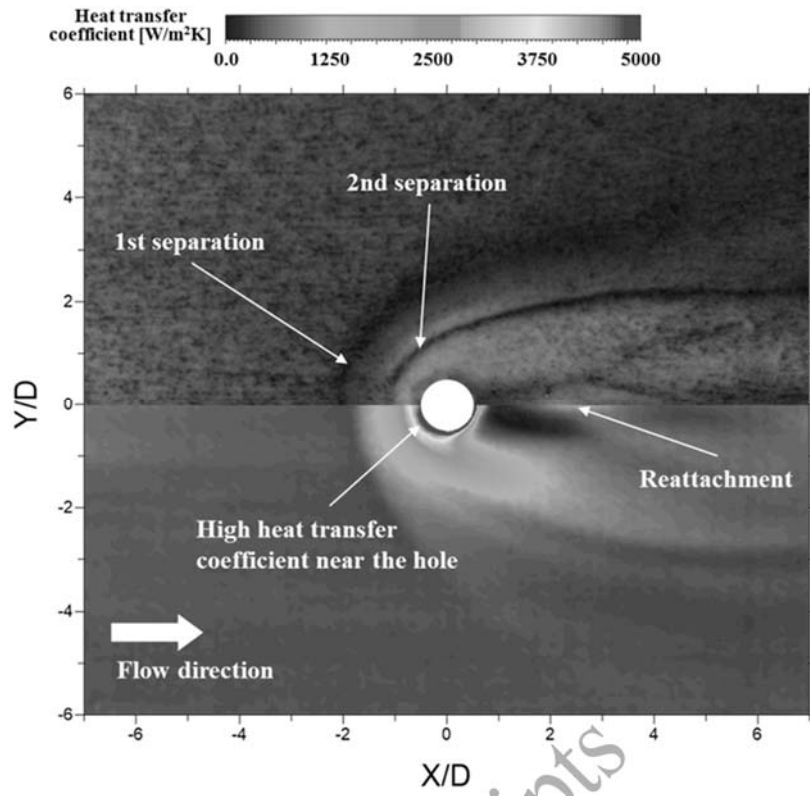 Heat transfer
coefficient [W/m²K]
0.0 1250 2500 3750 5000
6
4
2
0
-2
-4
-6
Y/D
2nd separation
1st separation
Reattachment
High heat transfer
coefficient near the hole
Flow direction
-6 -4 -2 0 2 4 6
X/D